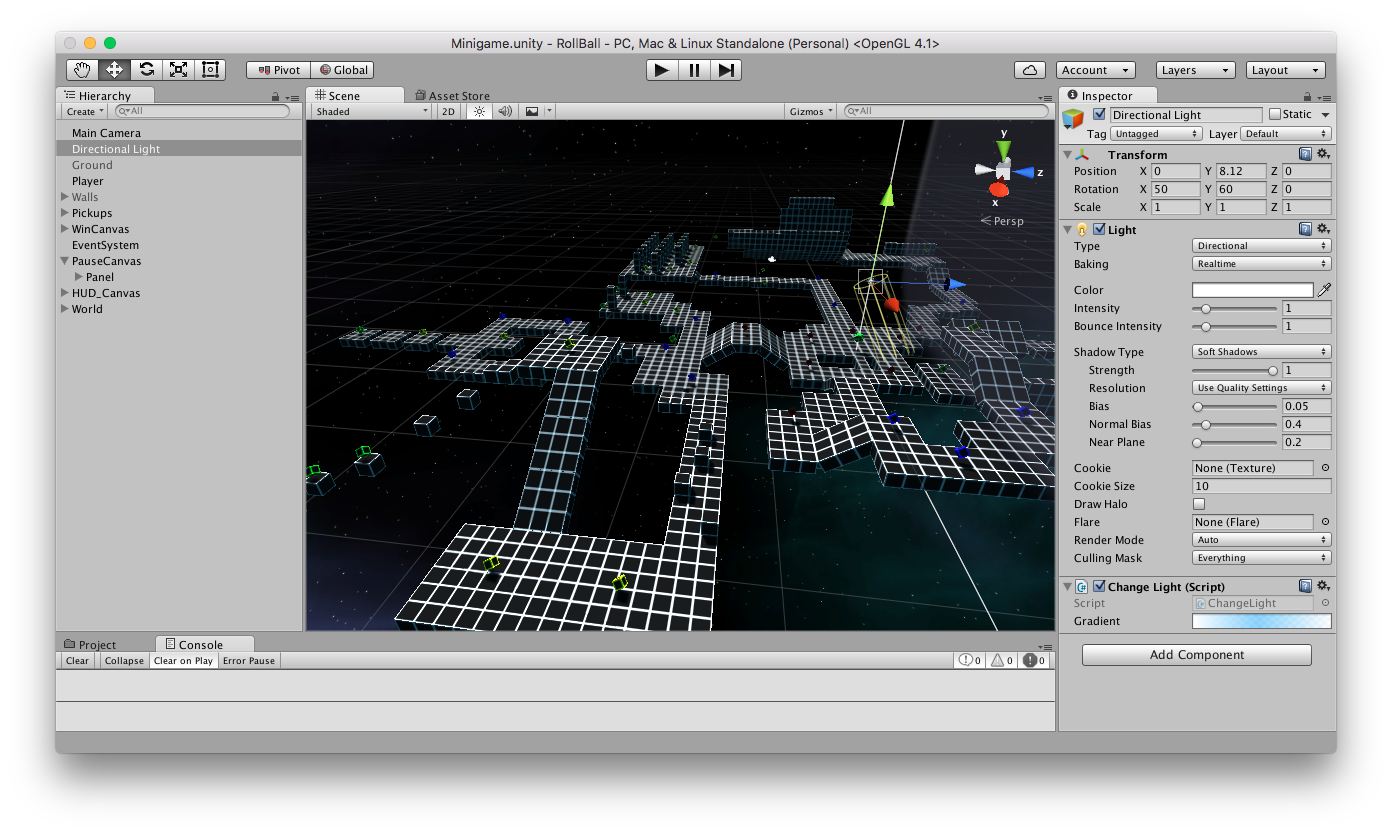 Minigame.unity - RollBall - PC, Mac & Linux Standalone (Personal) <OpenGL 4.1>
Pivot Global Account Layers Layout
Hierarchy
Create All
Main Camera
Directional Light
Ground
Player
Walls
Pickups
WinCanvas
EventSystem
PauseCanvas
Panel
HUD_Canvas
World
Scene Asset Store
Shaded 2D Gizmos All
y
z
x
Persp
Inspector
Directional Light Static
Tag Untagged Layer Default
Transform
Position X 0 Y 8.12 Z 0
Rotation X 50 Y 60 Z 0
Scale X 1 Y 1 Z 1
Light
Type Directional
Baking Realtime
Color
Intensity 1
Bounce Intensity 1
Shadow Type Soft Shadows
Strength 1
Resolution Use Quality Settings
Bias 0.05
Normal Bias 0.4
Near Plane 0.2
Cookie None (Texture)
Cookie Size 10
Draw Halo
Flare None (Flare)
Render Mode Auto
Culling Mask Everything
Change Light (Script)
Script ChangeLight
Gradient
Add Component
Project Console
Clear Collapse Clear on Play Error Pause 0 0 0